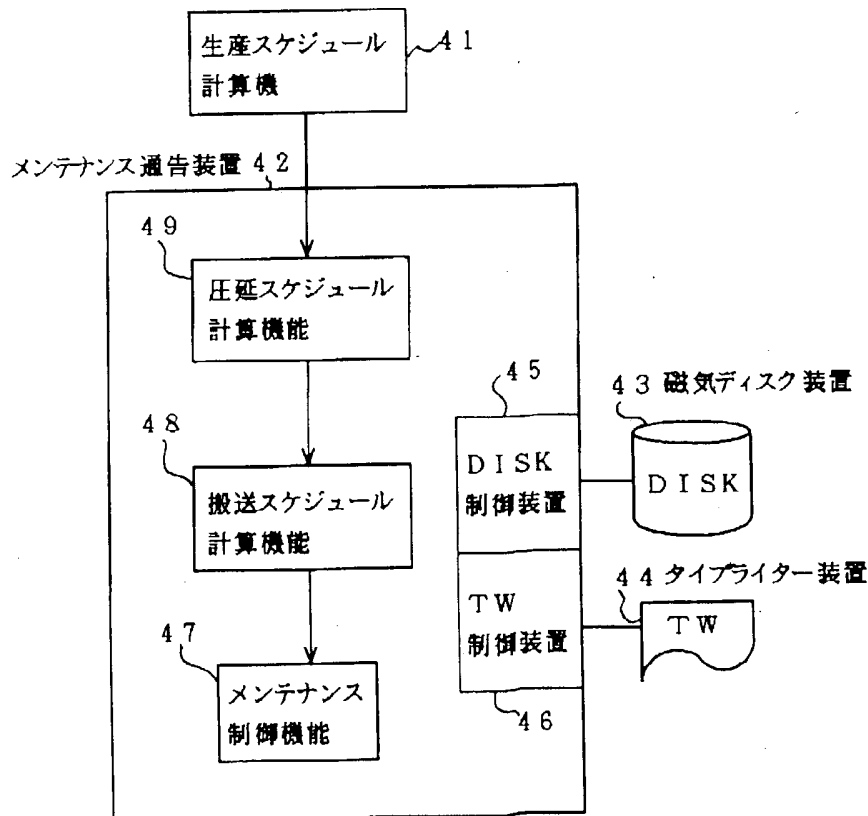 生産スケジュール
計算機
41
メンテナンス通告装置 42
49
圧延スケジュール
計算機能
48
搬送スケジュール
計算機能
47
メンテナンス
制御機能
45
DISK
制御装置
43 磁気ディスク装置
DISK
44 タイプライター装置
TW
制御装置
TW
46